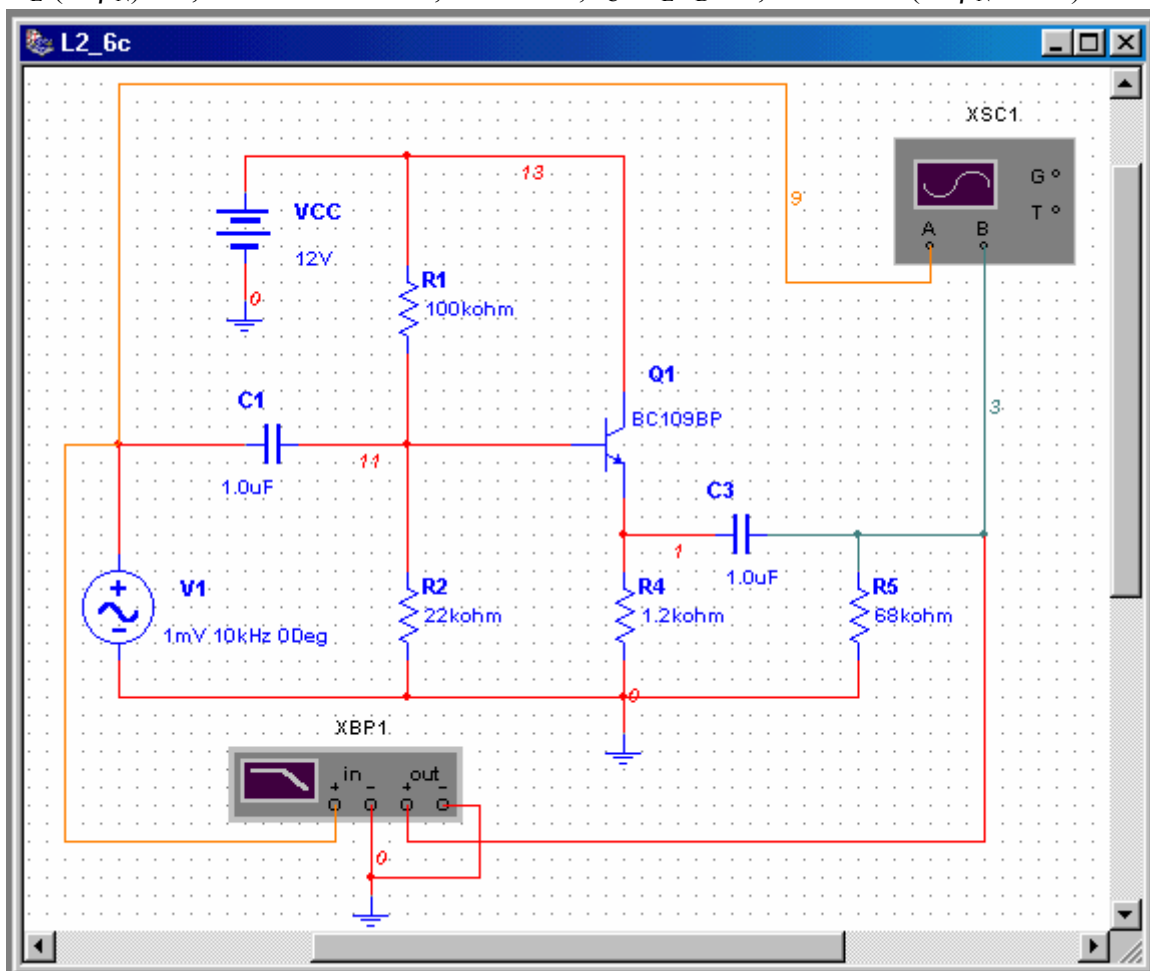 L2_6c
XSC1
G
T
A
B
13
9
VCC
12V
0
R1
100kohm
Q1
BC109BP
3
C1
1.0uF
11
C3
1.0uF
1
V1
1mV 10kHz 0Deg
R2
22kohm
R4
1.2kohm
R5
68kohm
0
XBP1
in
out
+ - + -
0